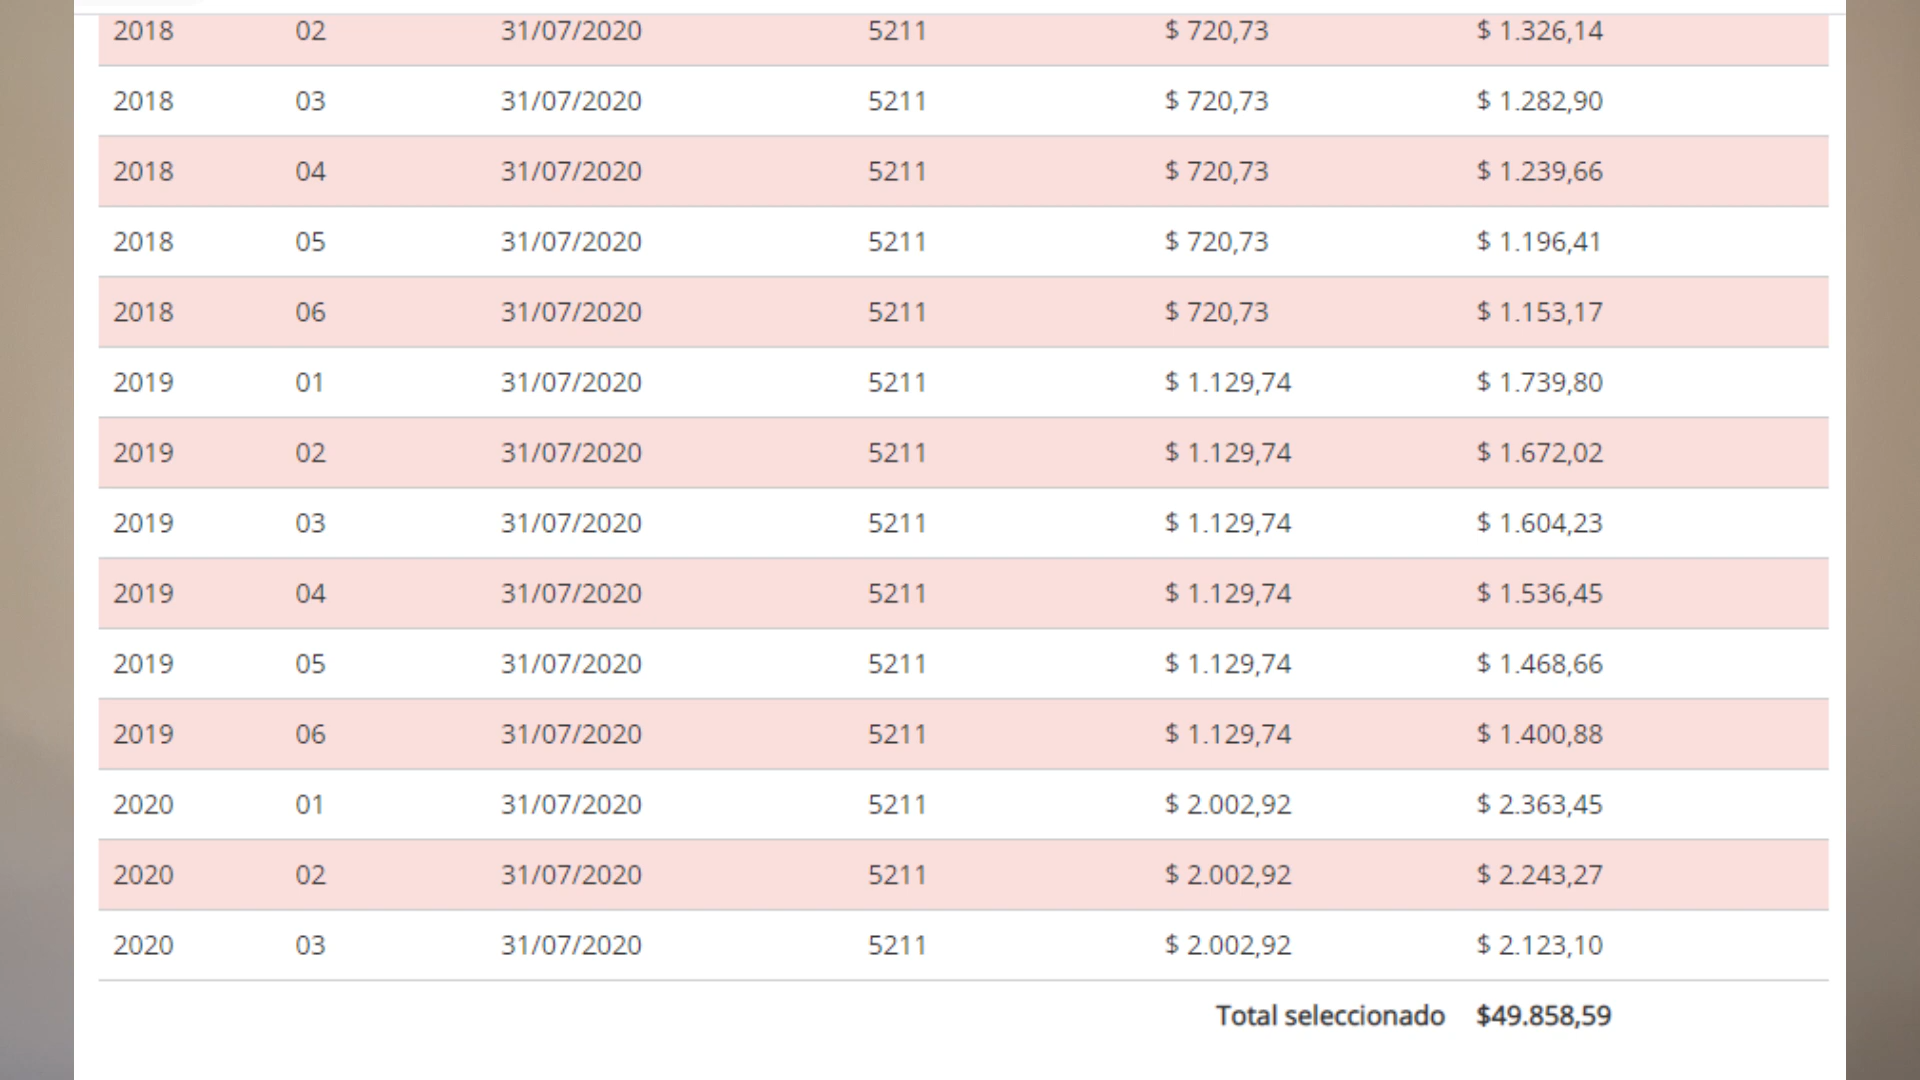 2018 02 31/07/2020 5211 $ 720,73 $ 1.326,14
2018 03 31/07/2020 5211 $ 720,73 $ 1.282,90
2018 04 31/07/2020 5211 $ 720,73 $ 1.239,66
2018 05 31/07/2020 5211 $ 720,73 $ 1.196,41
2018 06 31/07/2020 5211 $ 720,73 $ 1.153,17
2019 01 31/07/2020 5211 $ 1.129,74 $ 1.739,80
2019 02 31/07/2020 5211 $ 1.129,74 $ 1.672,02
2019 03 31/07/2020 5211 $ 1.129,74 $ 1.604,23
2019 04 31/07/2020 5211 $ 1.129,74 $ 1.536,45
2019 05 31/07/2020 5211 $ 1.129,74 $ 1.468,66
2019 06 31/07/2020 5211 $ 1.129,74 $ 1.400,88
2020 01 31/07/2020 5211 $ 2.002,92 $ 2.363,45
2020 02 31/07/2020 5211 $ 2.002,92 $ 2.243,27
2020 03 31/07/2020 5211 $ 2.002,92 $ 2.123,10
Total seleccionado $49.858,59